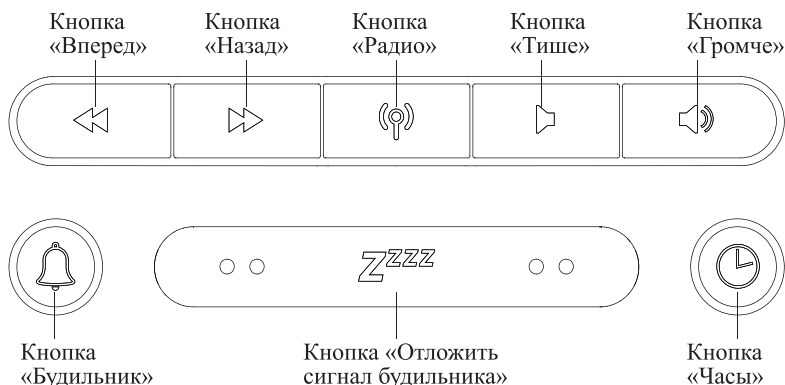 Кнопка
«Вперед»
Кнопка
«Назад»
Кнопка
«Радио»
Кнопка
«Тише»
Кнопка
«Громче»
Zzzz
Кнопка
«Будильник»
Кнопка «Отложить
сигнал будильника»
Кнопка
«Часы»